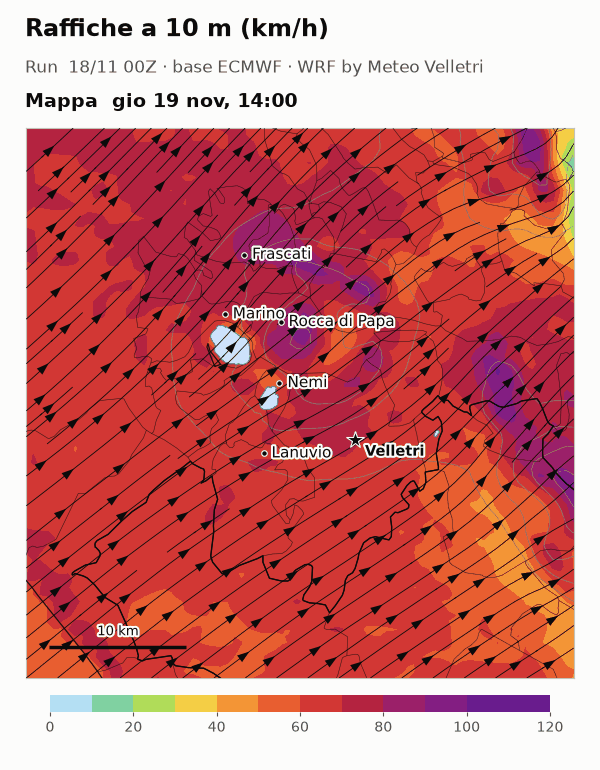 Raffiche a 10 m (km/h)
Run  18/11 00Z · base ECMWF · WRF by Meteo Velletri
Mappa  gio 19 nov, 14:00
Frascati
Marino
Rocca di Papa
Nemi
Velletri
Lanuvio
10 km
0 20 40 60 80 100 120